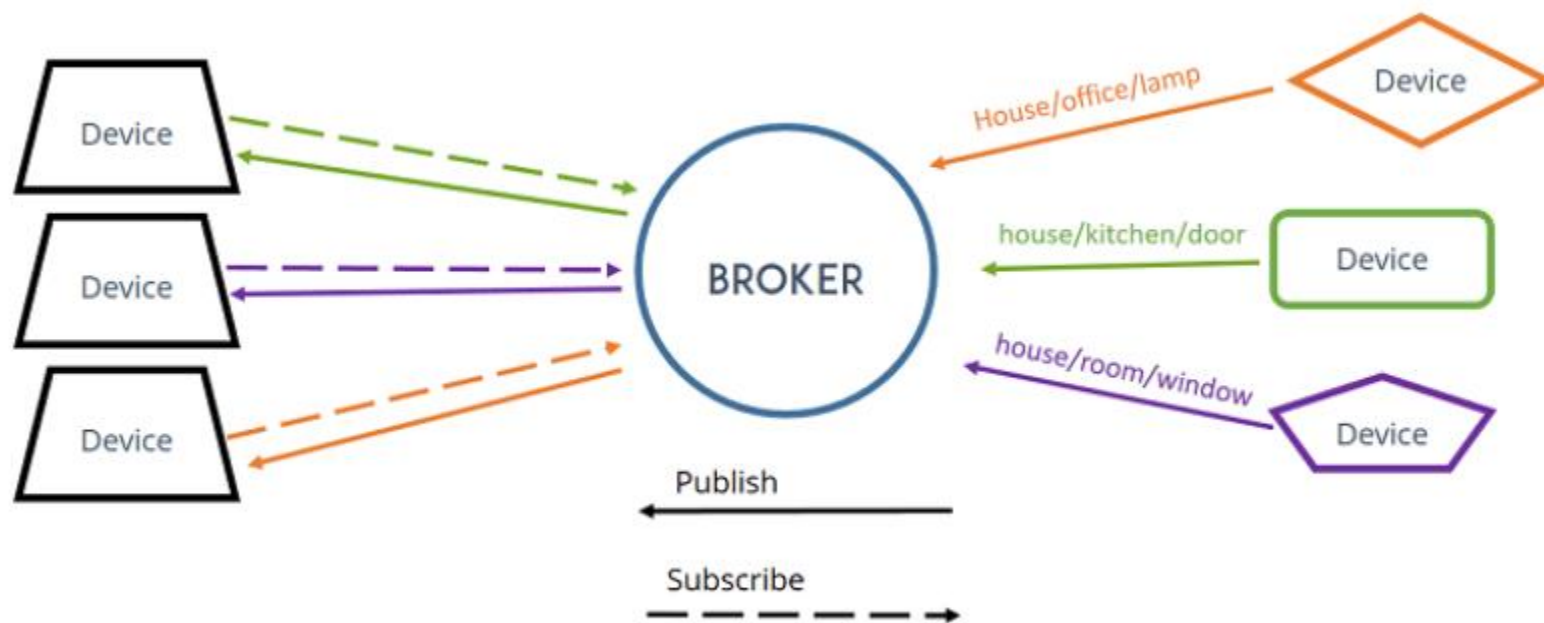 Device
Device
Device
BROKER
House/office/lamp
Device
house/kitchen/door
Device
house/room/window
Device
Publish
Subscribe